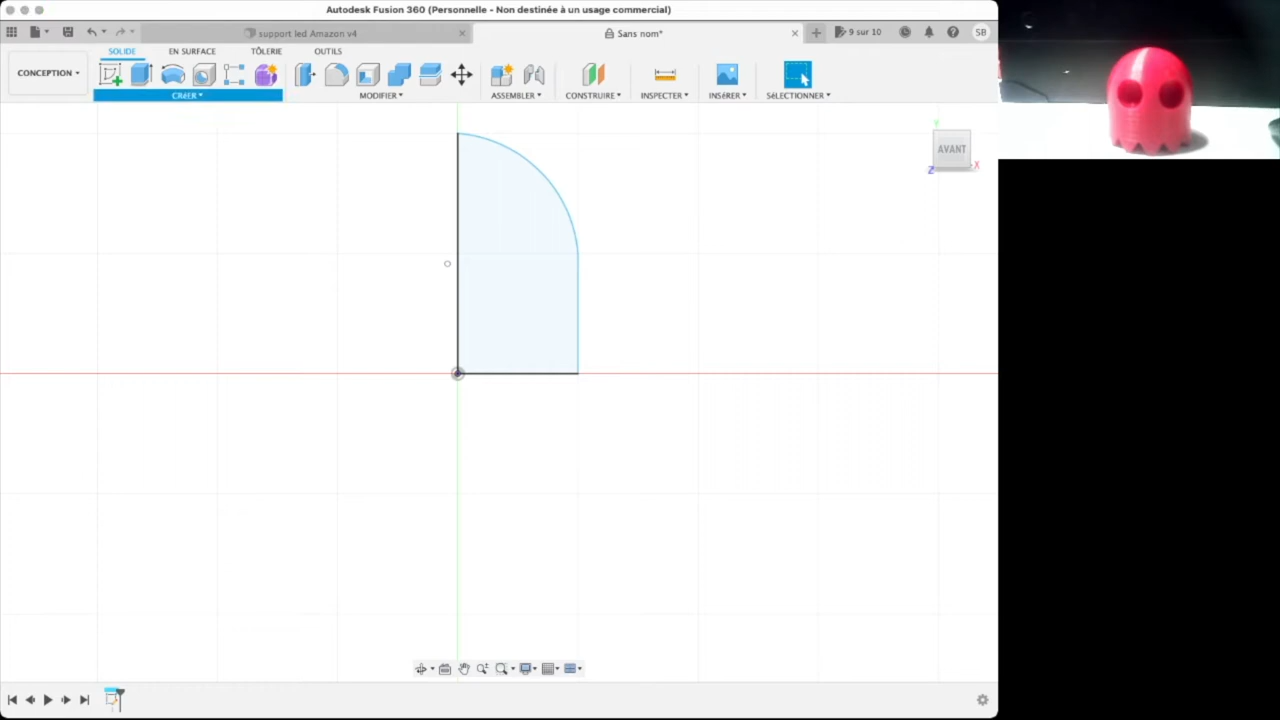 Autodesk Fusion 360 (Personnelle - Non destinée à un usage commercial)
support led Amazon v4
Sans nom*
9 sur 10
SB
SOLIDE
EN SURFACE
TÔLERIE
OUTILS
CONCEPTION
CRÉER
MODIFIER
ASSEMBLER
CONSTRUIRE
INSPECTER
INSÉRER
SÉLECTIONNER
Y
AVANT
X
Z